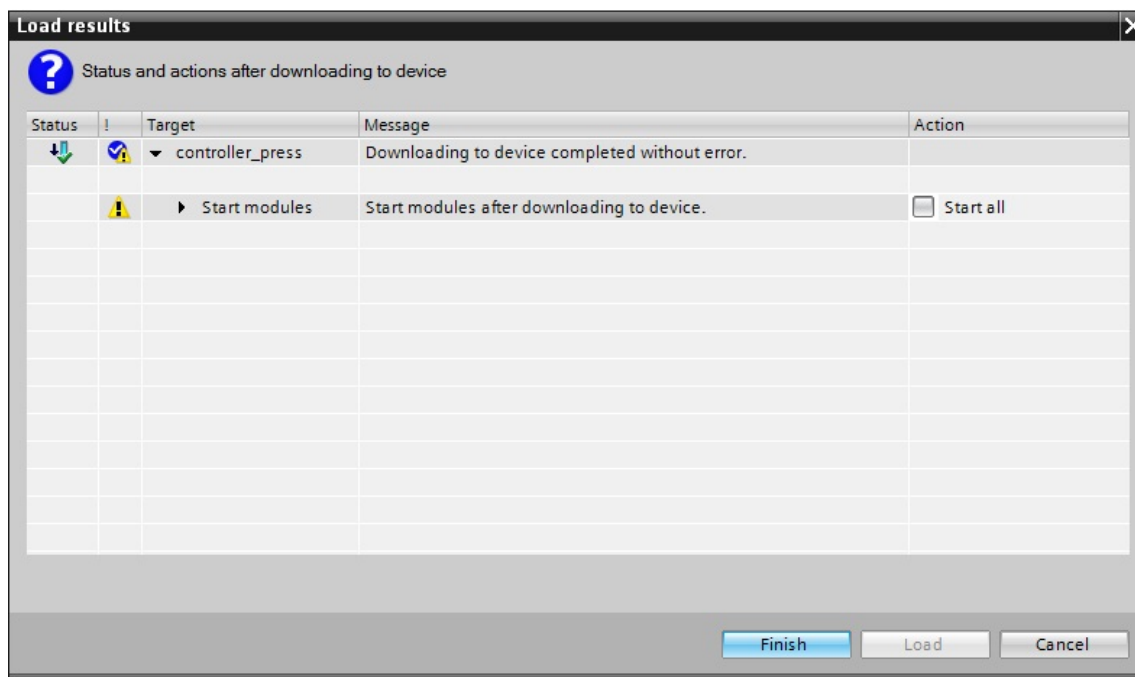 Load results
Status and actions after downloading to device
Status ! Target Message Action
controller_press Downloading to device completed without error.
Start modules Start modules after downloading to device. Start all
Finish Load Cancel